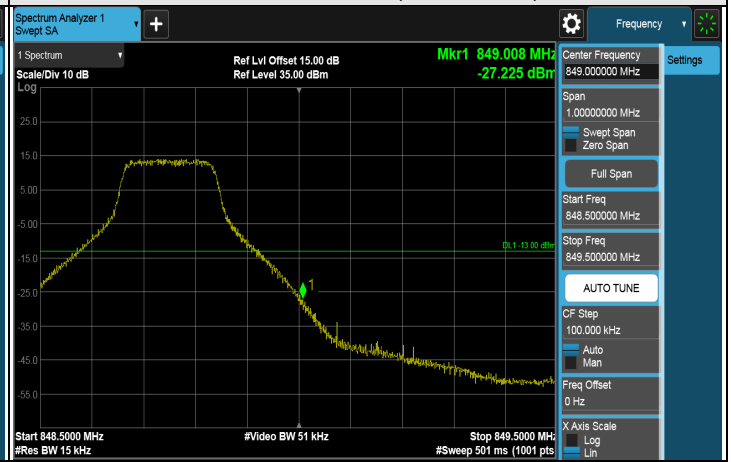 Spectrum Analyzer 1
Swept SA
+
Frequency
1 Spectrum
Scale/Div 10 dB
Log
Ref Lvl Offset 15.00 dB
Ref Level 35.00 dBm
Mkr1 849.008 MHz
-27.225 dBm
25.0
15.0
5.00
-5.00
-15.0
-25.0
-35.0
-45.0
-55.0
DL1 -13.00 dBm
1
Start 848.5000 MHz
#Res BW 15 kHz
#Video BW 51 kHz
Stop 849.5000 MHz
#Sweep 501 ms (1001 pts
Center Frequency
849.000000 MHz
Settings
Span
1.00000000 MHz
Swept Span
Zero Span
Full Span
Start Freq
848.500000 MHz
Stop Freq
849.500000 MHz
AUTO TUNE
CF Step
100.000 kHz
Auto
Man
Freq Offset
0 Hz
X Axis Scale
Log
Lin